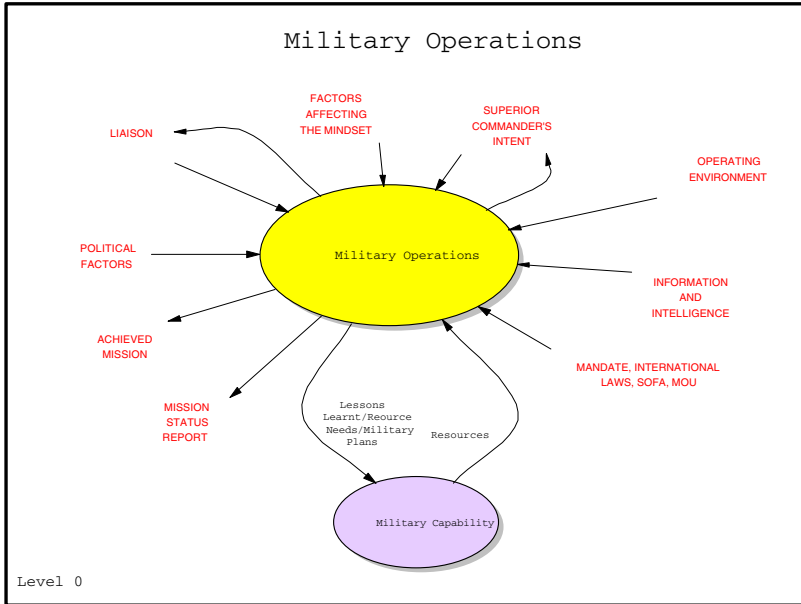 Military Operations
FACTORS
AFFECTING
THE MINDSET
SUPERIOR
COMMANDER'S
INTENT
LIAISON
OPERATING
ENVIRONMENT
POLITICAL
FACTORS
Military Operations
INFORMATION
AND
INTELLIGENCE
ACHIEVED
MISSION
MANDATE, INTERNATIONAL
LAWS, SOFA, MOU
MISSION
STATUS
REPORT
Lessons
Learnt/Reource
Needs/Military
Plans
Resources
Military Capability
Level 0